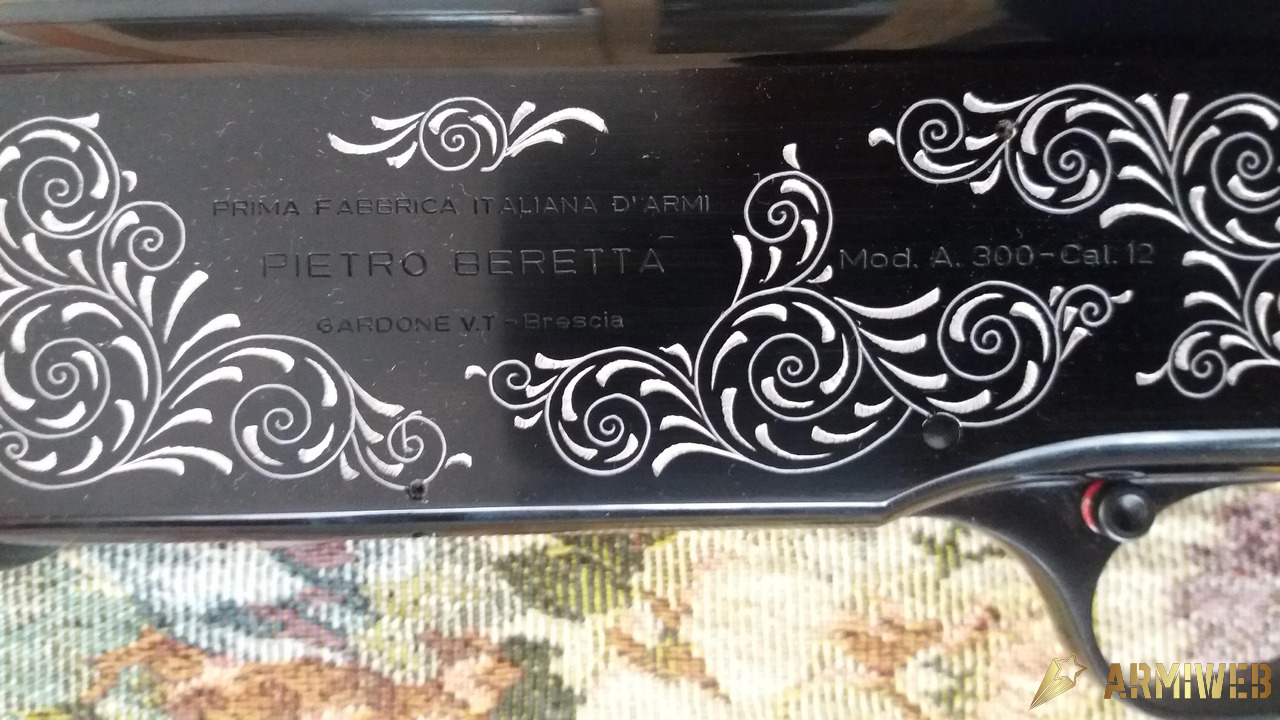 PRIMA FABBRICA ITALIANA D'ARMI
PIETRO BERETTA
GARDONE V.T - Brescia
Mod. A. 300 - Cal. 12
ARMIWEB